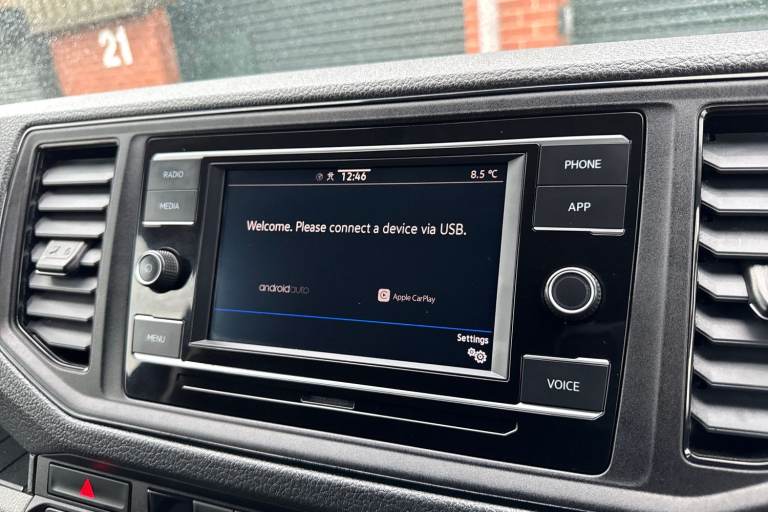 21
RADIO
MEDIA
MENU
12:46
8.5 °C
Welcome. Please connect a device via USB.
androidauto
Apple CarPlay
Settings
PHONE
APP
VOICE